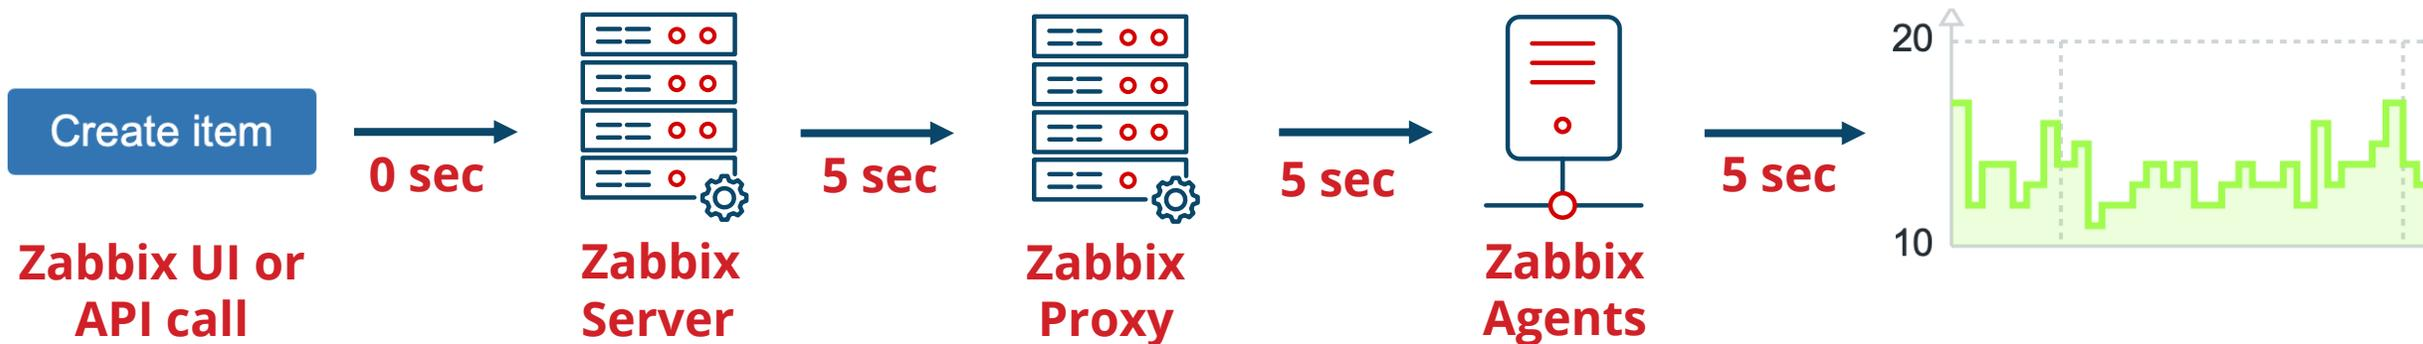 Create item
0 sec
5 sec
5 sec
5 sec
20
10
Zabbix UI or
API call
Zabbix
Server
Zabbix
Proxy
Zabbix
Agents